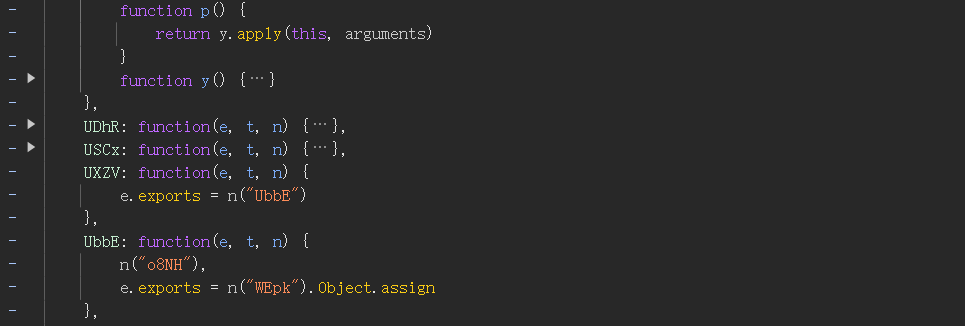 function p() {
return y.apply(this, arguments)
}
function y() {…}
},
UDhR: function(e, t, n) {…},
USCx: function(e, t, n) {…},
UXZV: function(e, t, n) {
e.exports = n("UbbE")
},
UbbE: function(e, t, n) {
n("o8NH"),
e.exports = n("WEpk").Object.assign
},